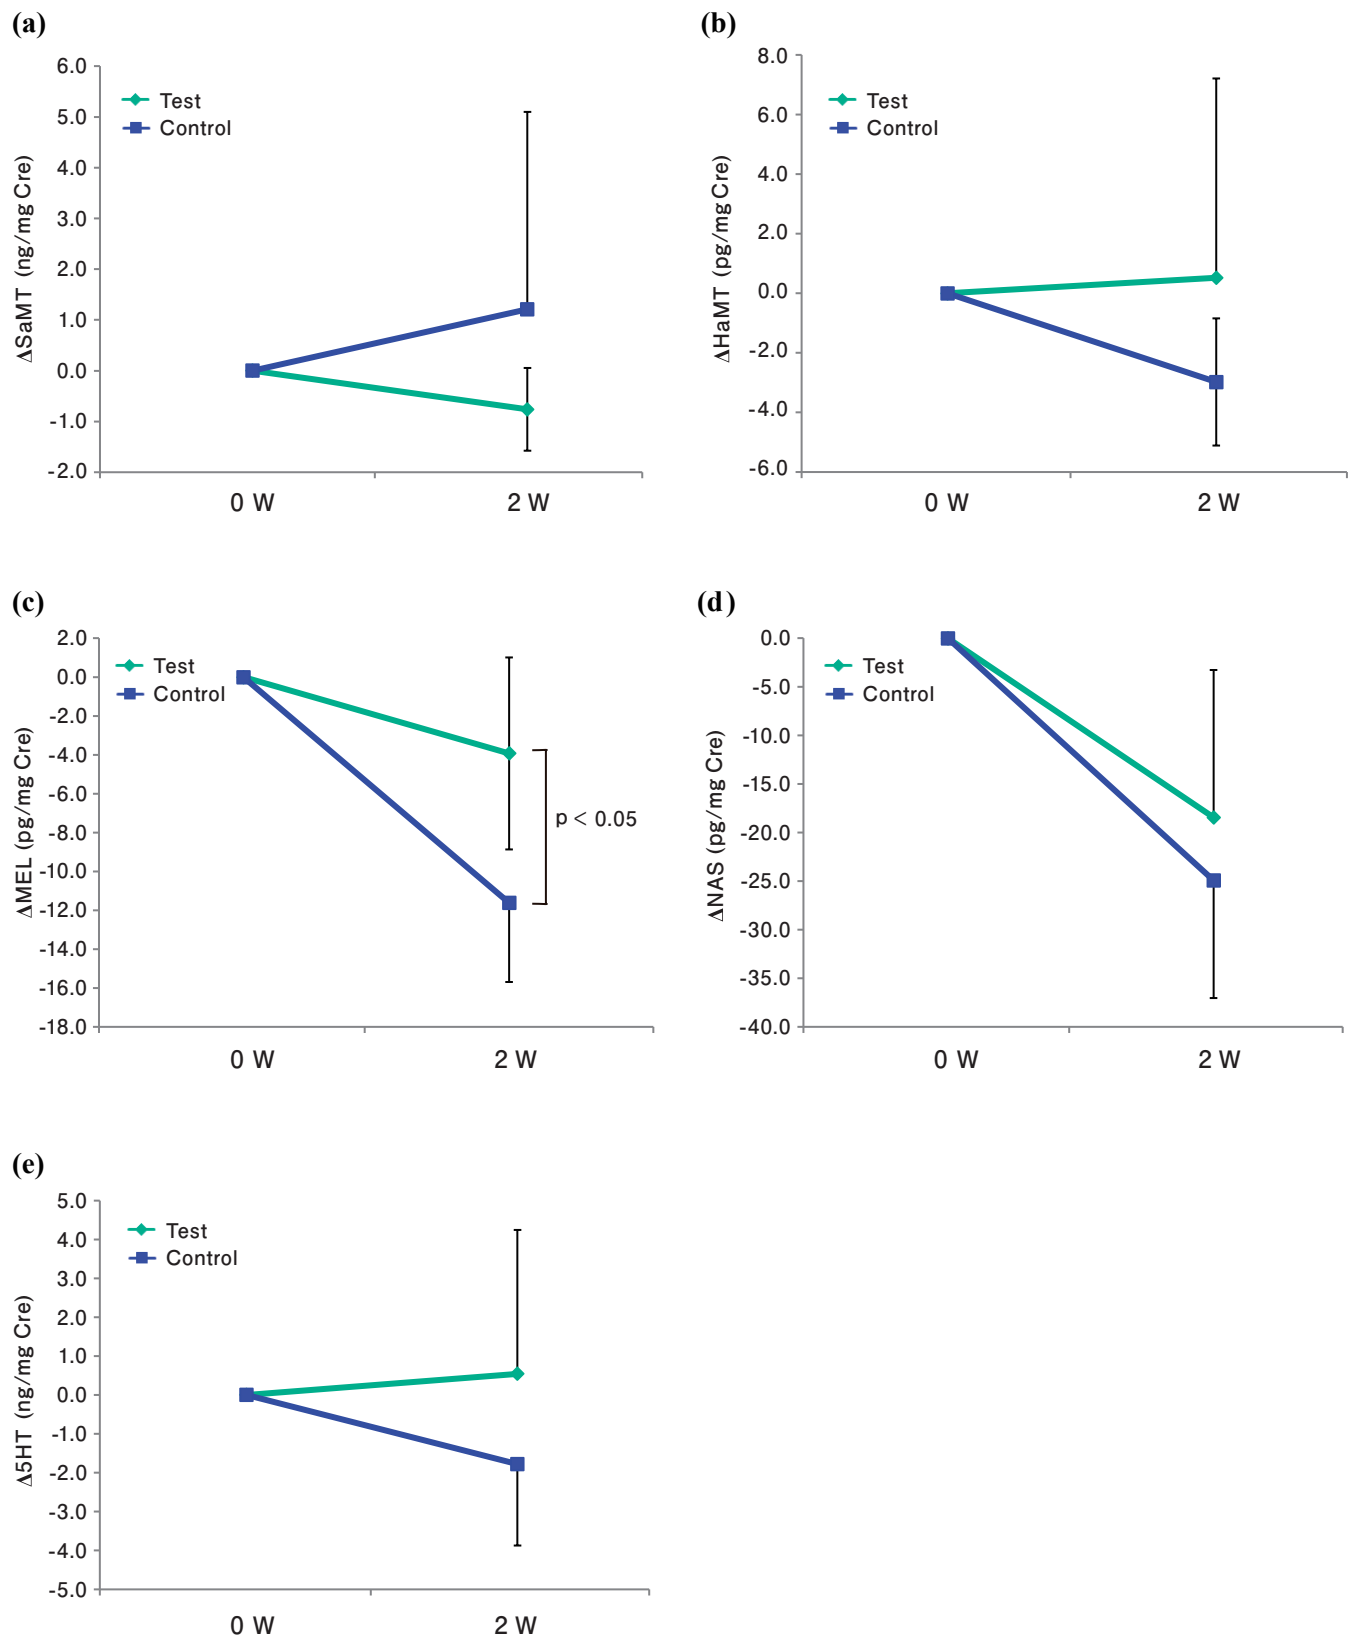 (a)
6.0
5.0
4.0
3.0
2.0
1.0
0.0
-1.0
-2.0
ΔSaMT (ng/mg Cre)
Test
Control
0 W
2 W
(b)
8.0
6.0
4.0
2.0
0.0
-2.0
-4.0
-6.0
ΔHaMT (pg/mg Cre)
Test
Control
0 W
2 W
(c)
2.0
0.0
-2.0
-4.0
-6.0
-8.0
-10.0
-12.0
-14.0
-16.0
-18.0
ΔMEL (pg/mg Cre)
Test
Control
p < 0.05
0 W
2 W
(d)
0.0
-5.0
-10.0
-15.0
-20.0
-25.0
-30.0
-35.0
-40.0
ΔNAS (pg/mg Cre)
Test
Control
0 W
2 W
(e)
5.0
4.0
3.0
2.0
1.0
0.0
-1.0
-2.0
-3.0
-4.0
-5.0
Δ5HT (ng/mg Cre)
Test
Control
0 W
2 W